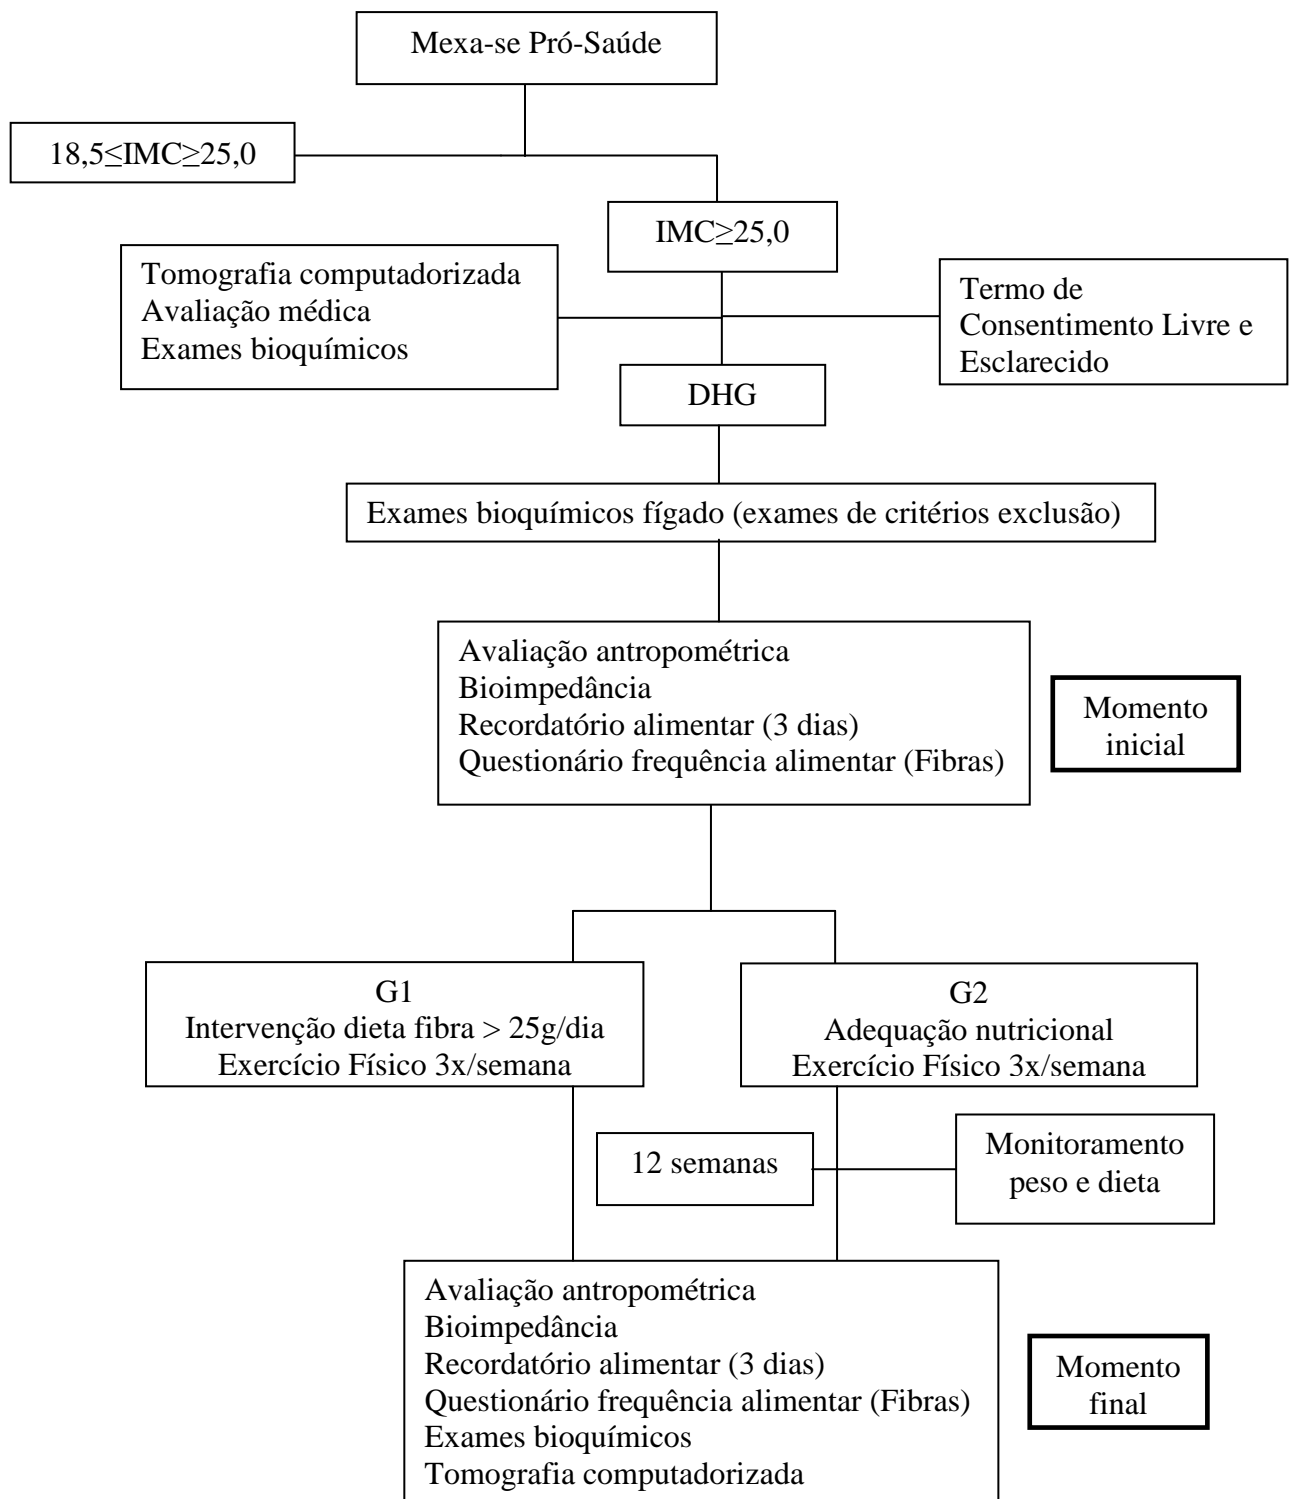 Mexa-se Pró-Saúde
18,5≤IMC≥25,0
IMC≥25,0
Tomografia computadorizada
Avaliação médica
Exames bioquímicos
Termo de
Consentimento Livre e
Esclarecido
DHG
Exames bioquímicos fígado (exames de critérios exclusão)
Avaliação antropométrica
Bioimpedância
Recordatório alimentar (3 dias)
Questionário frequência alimentar (Fibras)
Momento
inicial
G1
Intervenção dieta fibra > 25g/dia
Exercício Físico 3x/semana
G2
Adequação nutricional
Exercício Físico 3x/semana
12 semanas
Monitoramento
peso e dieta
Avaliação antropométrica
Bioimpedância
Recordatório alimentar (3 dias)
Questionário frequência alimentar (Fibras)
Exames bioquímicos
Tomografia computadorizada
Momento
final